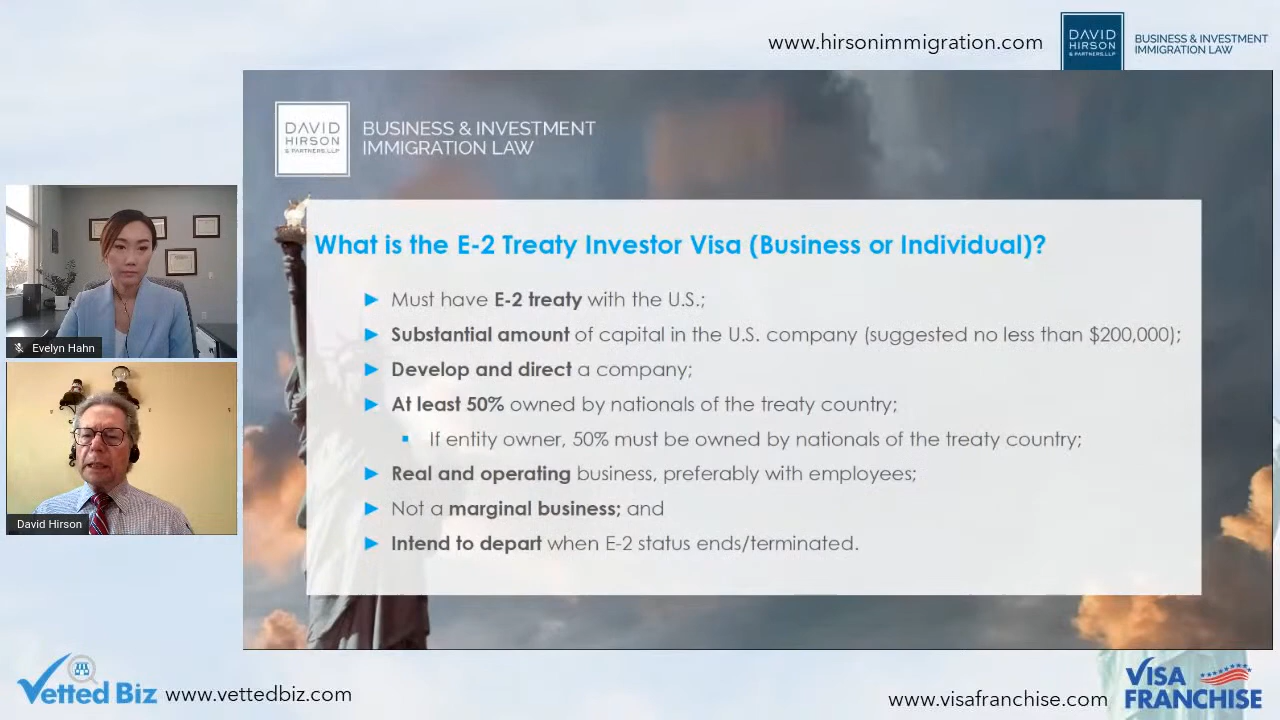 www.hirsonimmigration.com
DAVID
HIRSON
& PARTNERS, LLP
BUSINESS & INVESTMENT
IMMIGRATION LAW
DAVID
HIRSON
& PARTNERS, LLP
BUSINESS & INVESTMENT
IMMIGRATION LAW
What is the E-2 Treaty Investor Visa (Business or Individual)?
Must have E-2 treaty with the U.S.;
Substantial amount of capital in the U.S. company (suggested no less than $200,000);
Develop and direct a company;
At least 50% owned by nationals of the treaty country;
If entity owner, 50% must be owned by nationals of the treaty country;
Real and operating business, preferably with employees;
Not a marginal business; and
Intend to depart when E-2 status ends/terminated.
Evelyn Hahn
David Hirson
Vetted Biz
www.vettedbiz.com
www.visafranchise.com
VISA
FRANCHISE